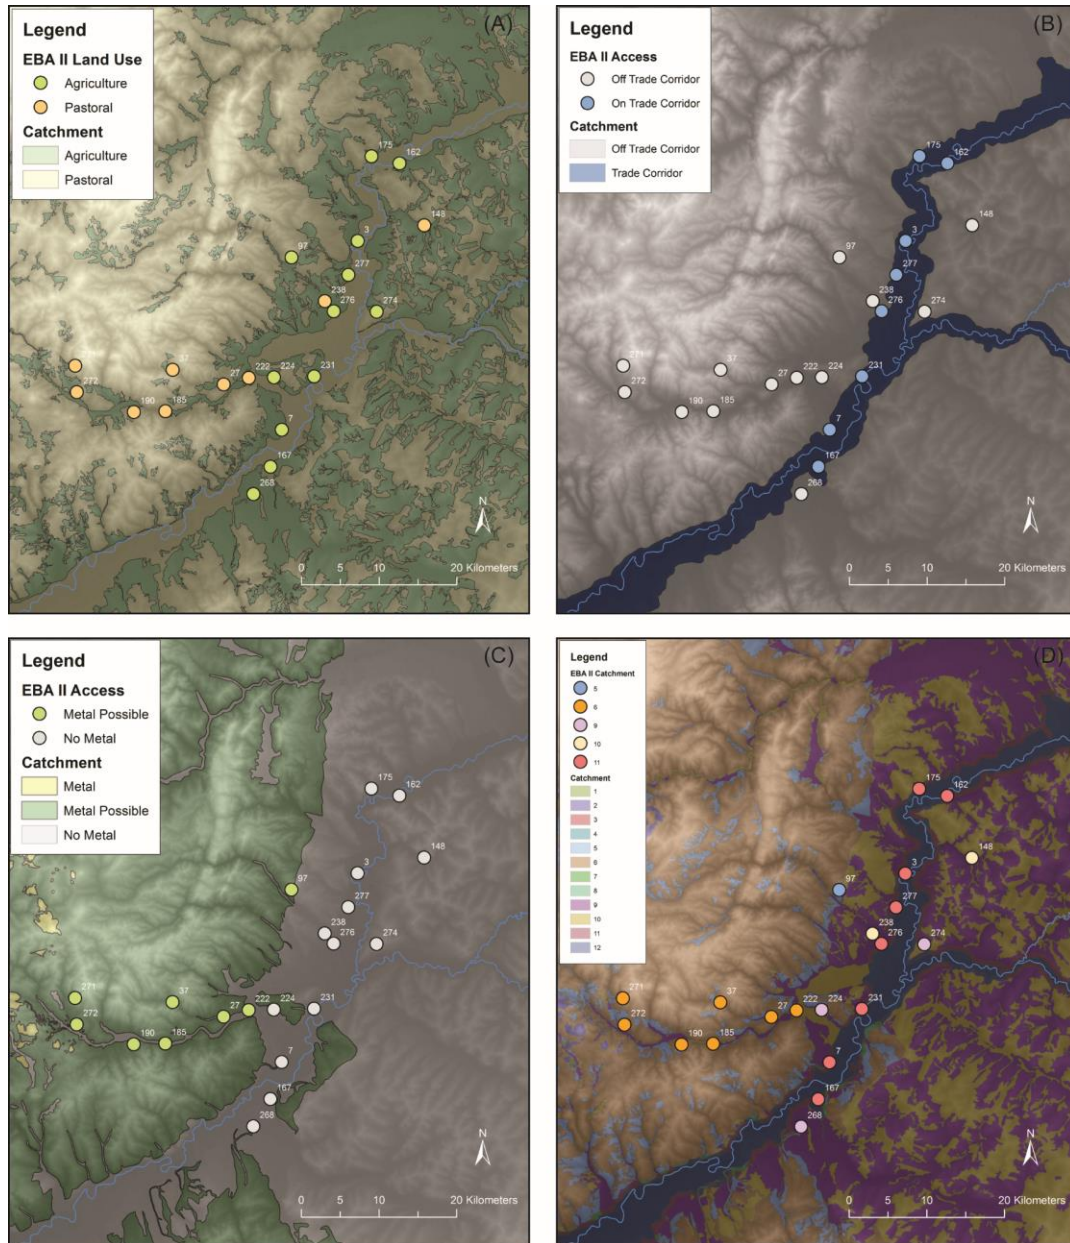 (A)
Legend
EBA II Land Use
Agriculture
Pastoral
Catchment
Agriculture
Pastoral
175
162
148
3
97
277
238
276
274
271
37
272
27
222
224
231
190
185
7
167
268
N
0 5 10 20 Kilometers
(B)
Legend
EBA II Access
Off Trade Corridor
On Trade Corridor
Catchment
Off Trade Corridor
Trade Corridor
175
162
148
3
97
277
238
276
274
271
37
272
27
222
224
231
190
185
7
167
268
N
0 5 10 20 Kilometers
(C)
Legend
EBA II Access
Metal Possible
No Metal
Catchment
Metal
Metal Possible
No Metal
175
162
148
3
97
277
238
276
274
271
37
272
27
222
224
231
190
185
7
167
268
N
0 5 10 20 Kilometers
(D)
Legend
EBA II Catchment
5
6
9
10
11
Catchment
1
2
3
4
5
6
7
8
9
10
11
12
175
162
148
3
97
277
238
276
274
271
37
272
27
222
224
231
190
185
7
167
268
N
0 5 10 20 Kilometers